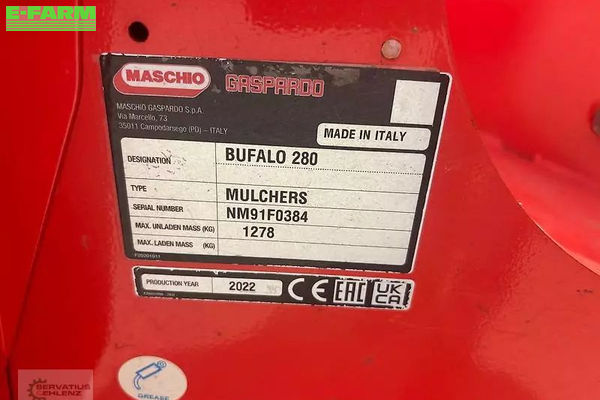 E-FARM
MASCHIO GASPARDO
MASCHIO GASPARDO S.p.A.
Via Marcello, 73
35011 Campodarsego (PD) – ITALY
MADE IN ITALY
DESIGNATION BUFALO 280
TYPE MULCHERS
SERIAL NUMBER NM91F0384
MAX. UNLADEN MASS (KG) 1278
MAX. LADEN MASS (KG)
F20201011
PRODUCTION YEAR 2022 CE EAC UK CA
GREASE
SERVATIUS
EHLENZ